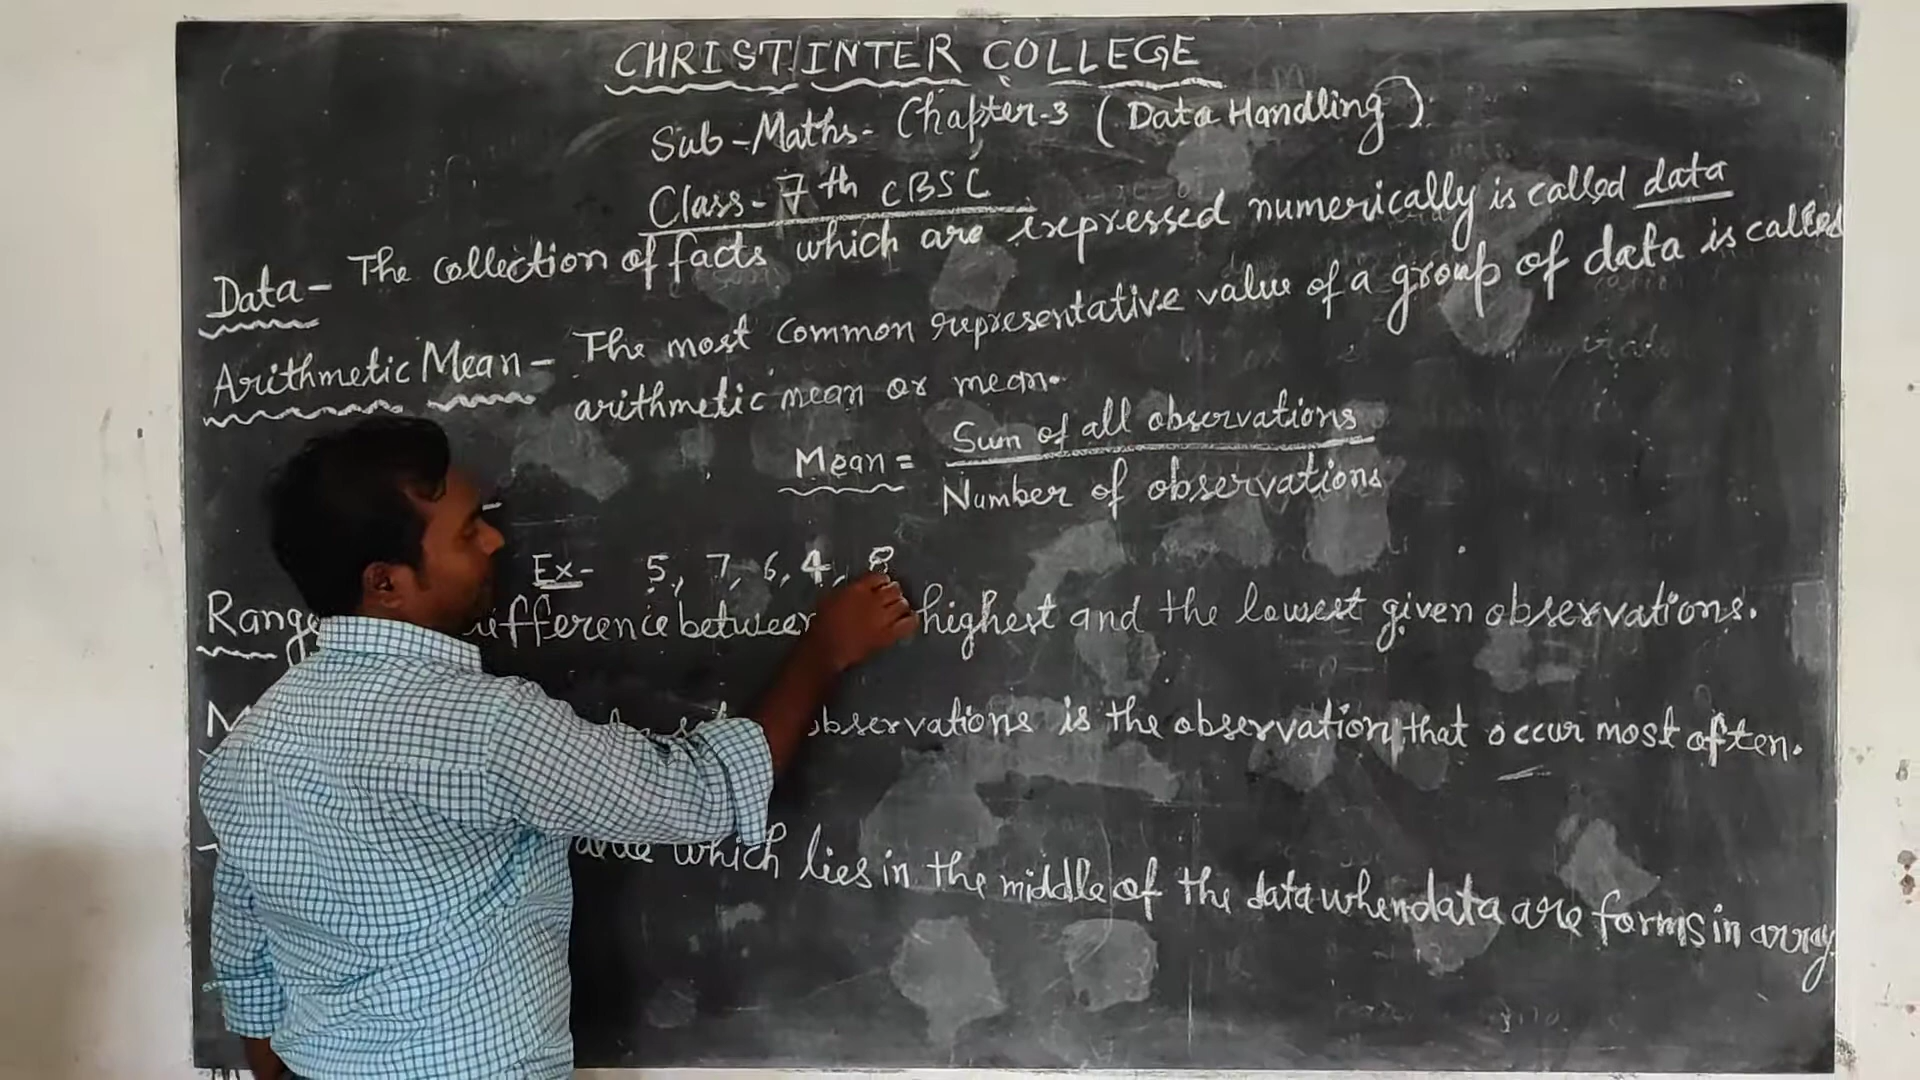 CHRIST INTER COLLEGE
Sub-Maths- Chapter-3 (Data Handling)
Class-7th CBSC
Data- The collection of facts which are expressed numerically is called data
Arithmetic Mean- The most common representative value of a group of data is called
arithmetic mean or mean.
Mean = Sum of all observations
Number of observations
Ex- 5, 7, 6, 4, 8
Range between highest and the lowest given observations.
observations is the observation that occur most often.
which lies in the middle of the data when data are forms in array